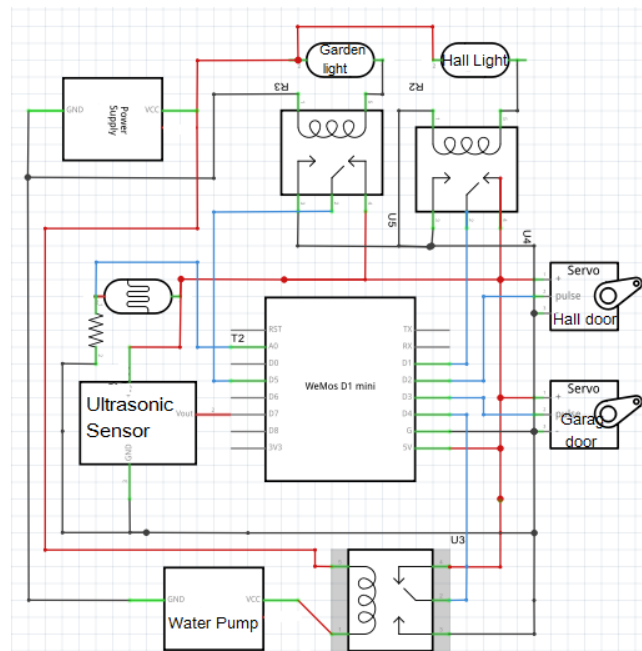 Garden
light
Hall Light
R3
R2
GND
Power
Supply
VCC
U5
U4
Servo
+
pulse
-
Hall door
T2
RST
A0
D0
D5
D6
D7
D8
3V3
WeMos D1 mini
TX
RX
D1
D2
D3
D4
G
5V
Servo
+
pulse
-
Garag
door
Ultrasonic
Sensor
Vout
GND
U3
GND
VCC
Water Pump